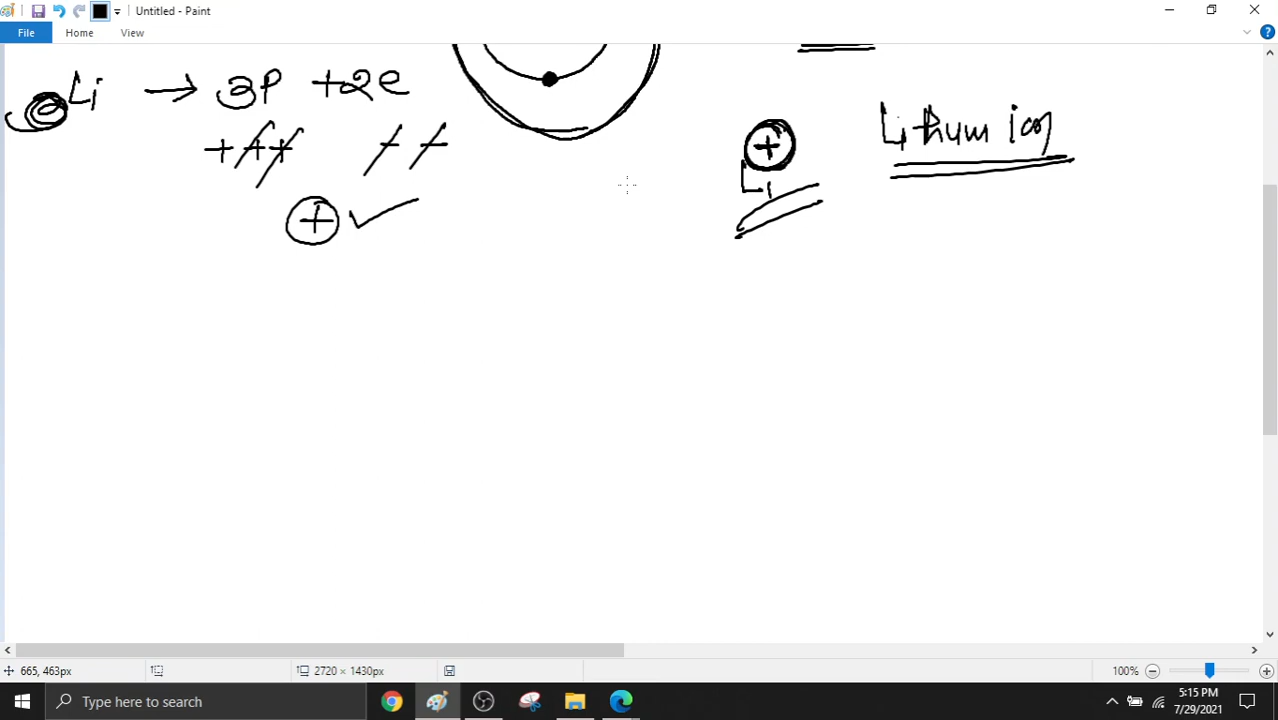 Untitled - Paint
File Home View
Li → 3P + 2e
+++ - -
+ ✓
+
Li
Lithum ion
665, 463px
2720 × 1430px
100%
Type here to search
5:15 PM
7/29/2021